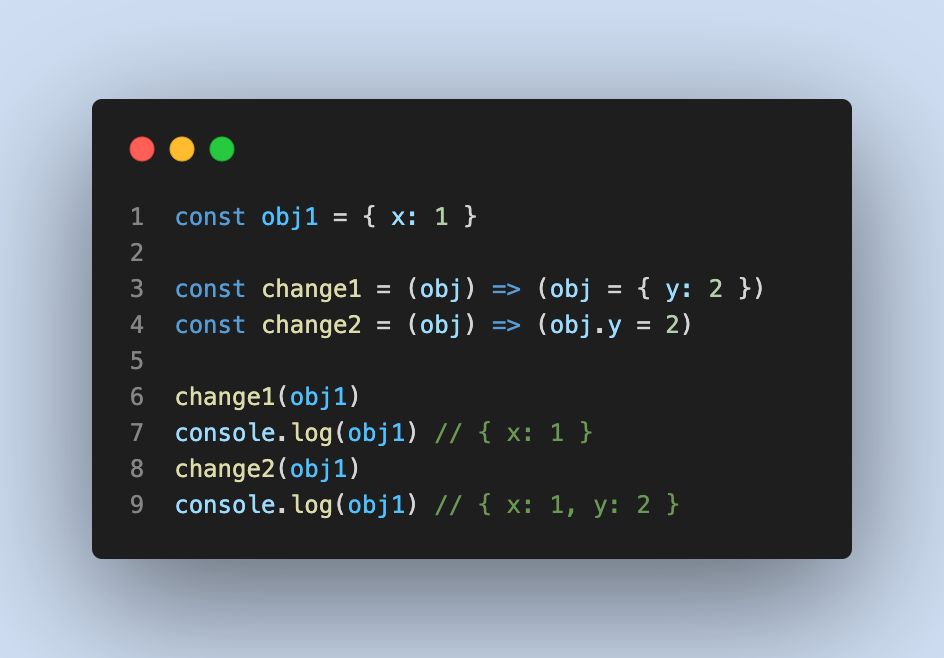 1 const obj1 = { x: 1 }
2
3 const change1 = (obj) => (obj = { y: 2 })
4 const change2 = (obj) => (obj.y = 2)
5
6 change1(obj1)
7 console.log(obj1) // { x: 1 }
8 change2(obj1)
9 console.log(obj1) // { x: 1, y: 2 }